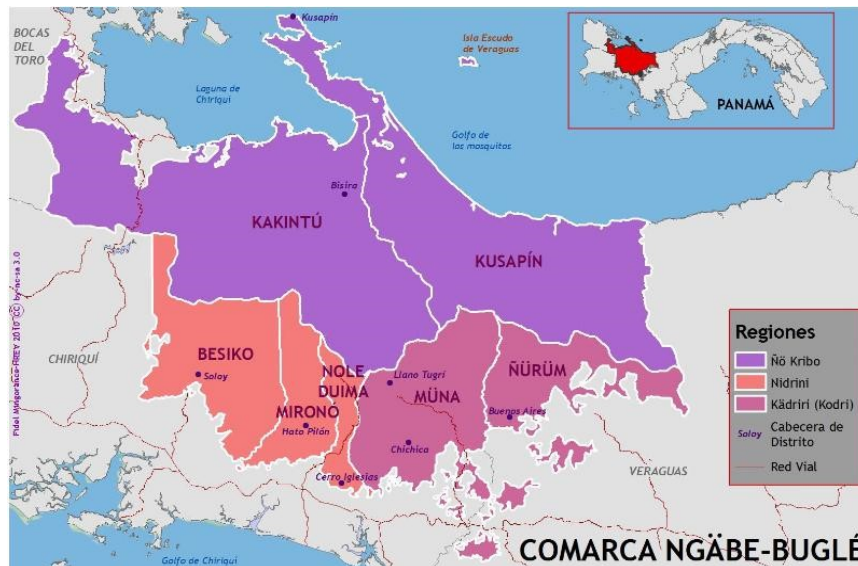 BOCAS
DEL
TORO
Kusapín
Isla Escudo
de Veraguas
Laguna de
Chiriquí
Golfo de
los mosquitos
PANAMÁ
Bisira
KAKINTÚ
KUSAPÍN
CHIRIQUÍ
BESIKO
Soloy
NOLE
DUIMA
MIRONÓ
Hato Pilón
Llano Tugrí
MÜNA
Chichica
ÑÜRÜM
Buenos Aires
Cerro Iglesias
VERAGUAS
Golfo de Chiriquí
Regiones
Ñö Kribo
Nidrini
Kädriri (Kodri)
Soloy
Cabecera de
Distrito
Red Vial
COMARCA NGÄBE-BUGLÉ